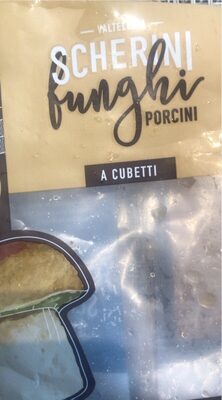 SCHERINI
funghi
PORCINI
A CUBETTI